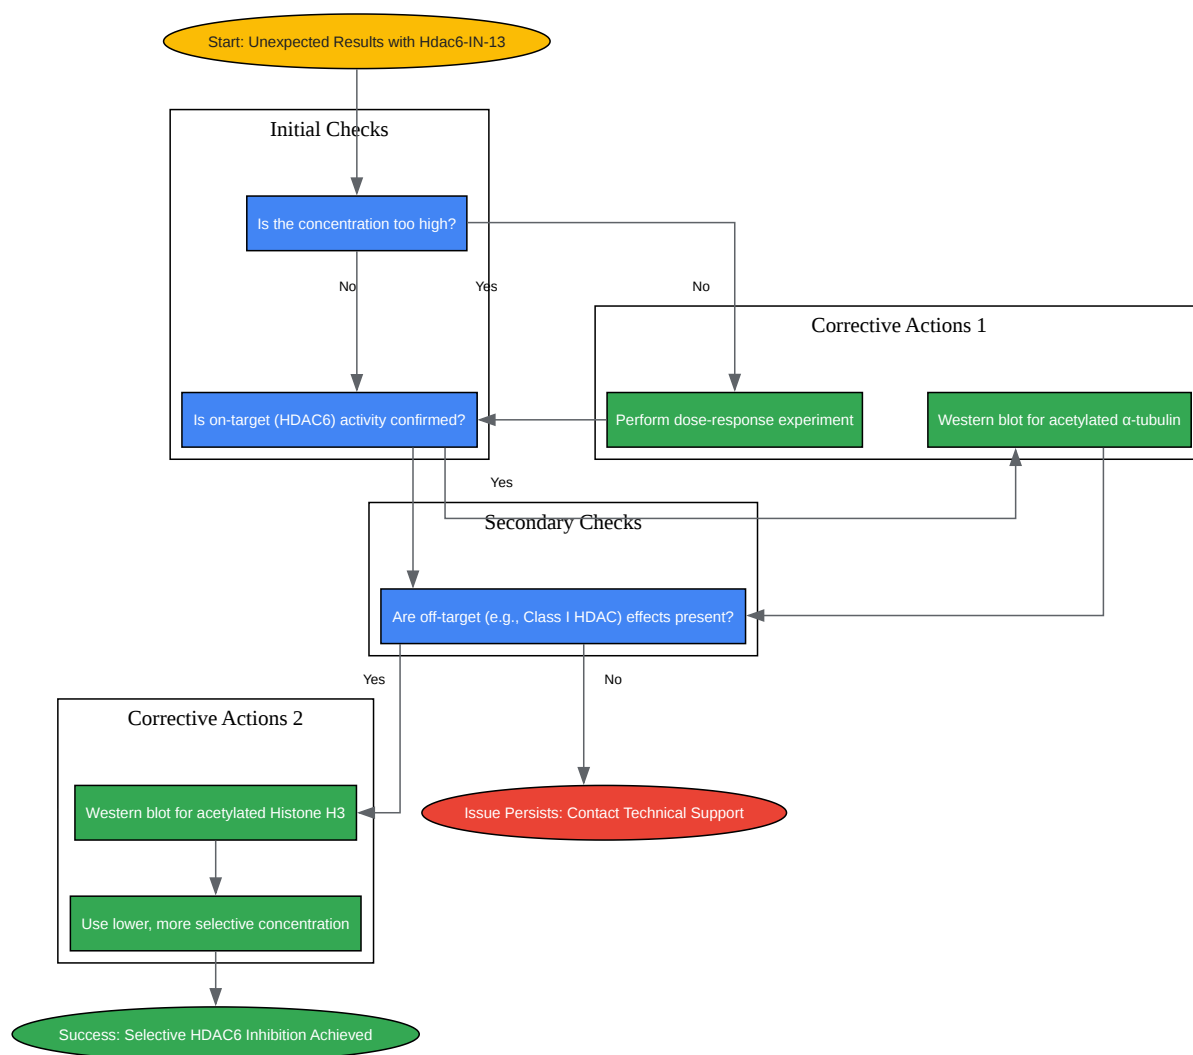 Start: Unexpected Results with Hdac6-IN-13
Initial Checks
Is the concentration too high?
No
Yes
No
Corrective Actions 1
Is on-target (HDAC6) activity confirmed?
Perform dose-response experiment
Western blot for acetylated α-tubulin
Yes
Secondary Checks
Are off-target (e.g., Class I HDAC) effects present?
Yes
No
Corrective Actions 2
Western blot for acetylated Histone H3
Issue Persists: Contact Technical Support
Use lower, more selective concentration
Success: Selective HDAC6 Inhibition Achieved